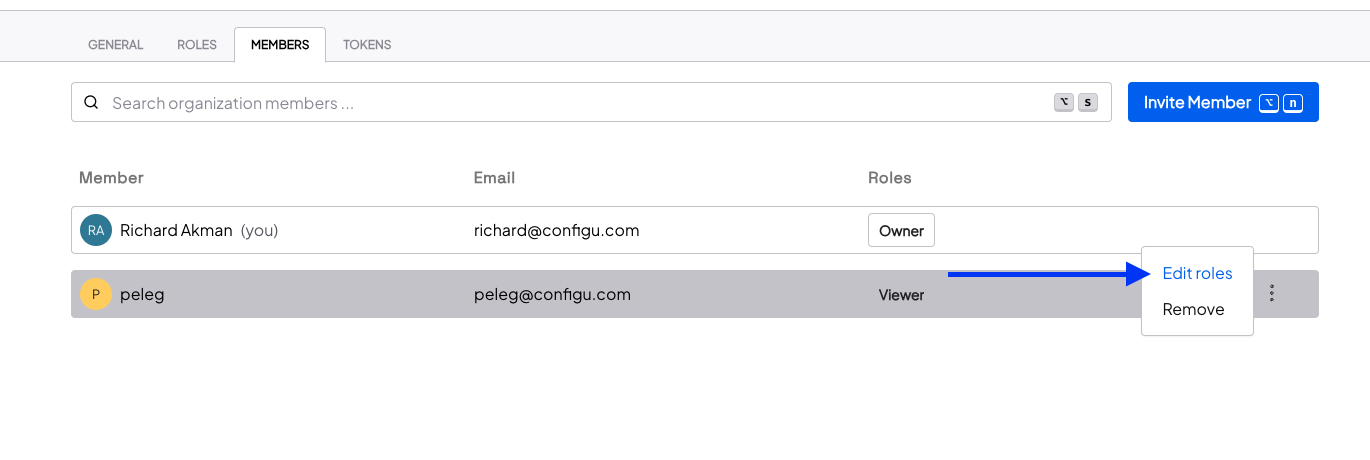 GENERAL ROLES MEMBERS TOKENS
Search organization members ... ⌥ s Invite Member ⌥ n
Member Email Roles
RA Richard Akman (you) richard@configu.com Owner
Edit roles
P peleg peleg@configu.com Viewer
Remove